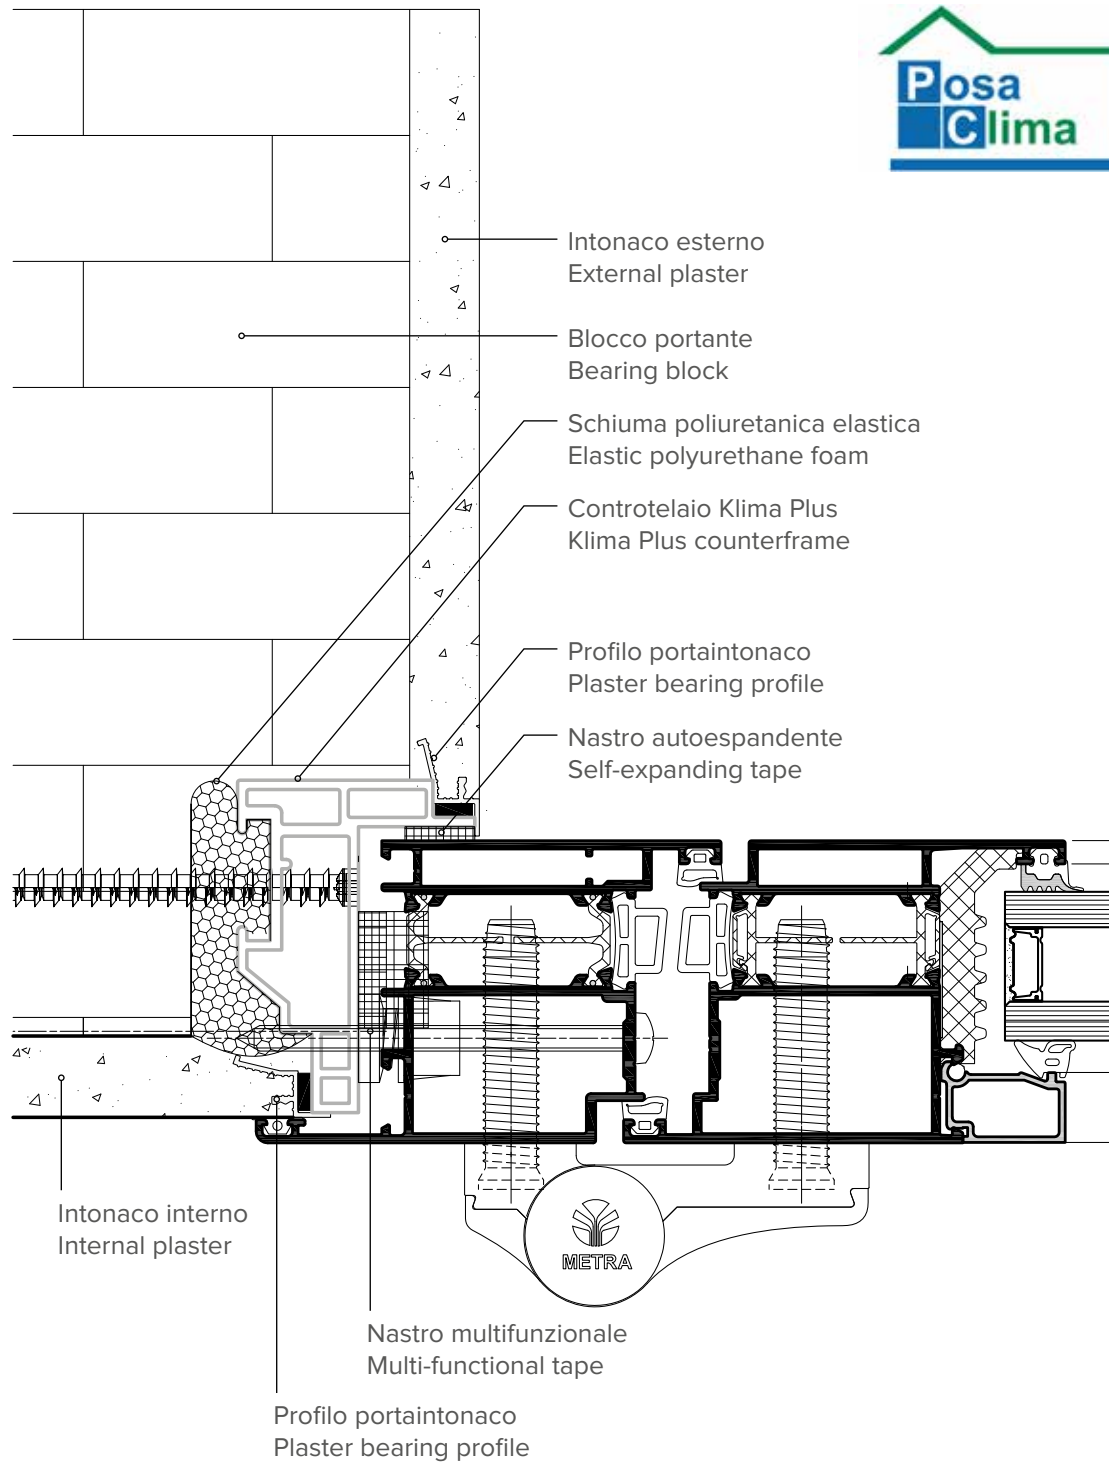 Posa
Clima
Intonaco esterno
External plaster
Blocco portante
Bearing block
Schiuma poliuretanica elastica
Elastic polyurethane foam
Controtelaio Klima Plus
Klima Plus counterframe
Profilo portaintonaco
Plaster bearing profile
Nastro autoespandente
Self-expanding tape
Intonaco interno
Internal plaster
METRA
Nastro multifunzionale
Multi-functional tape
Profilo portaintonaco
Plaster bearing profile